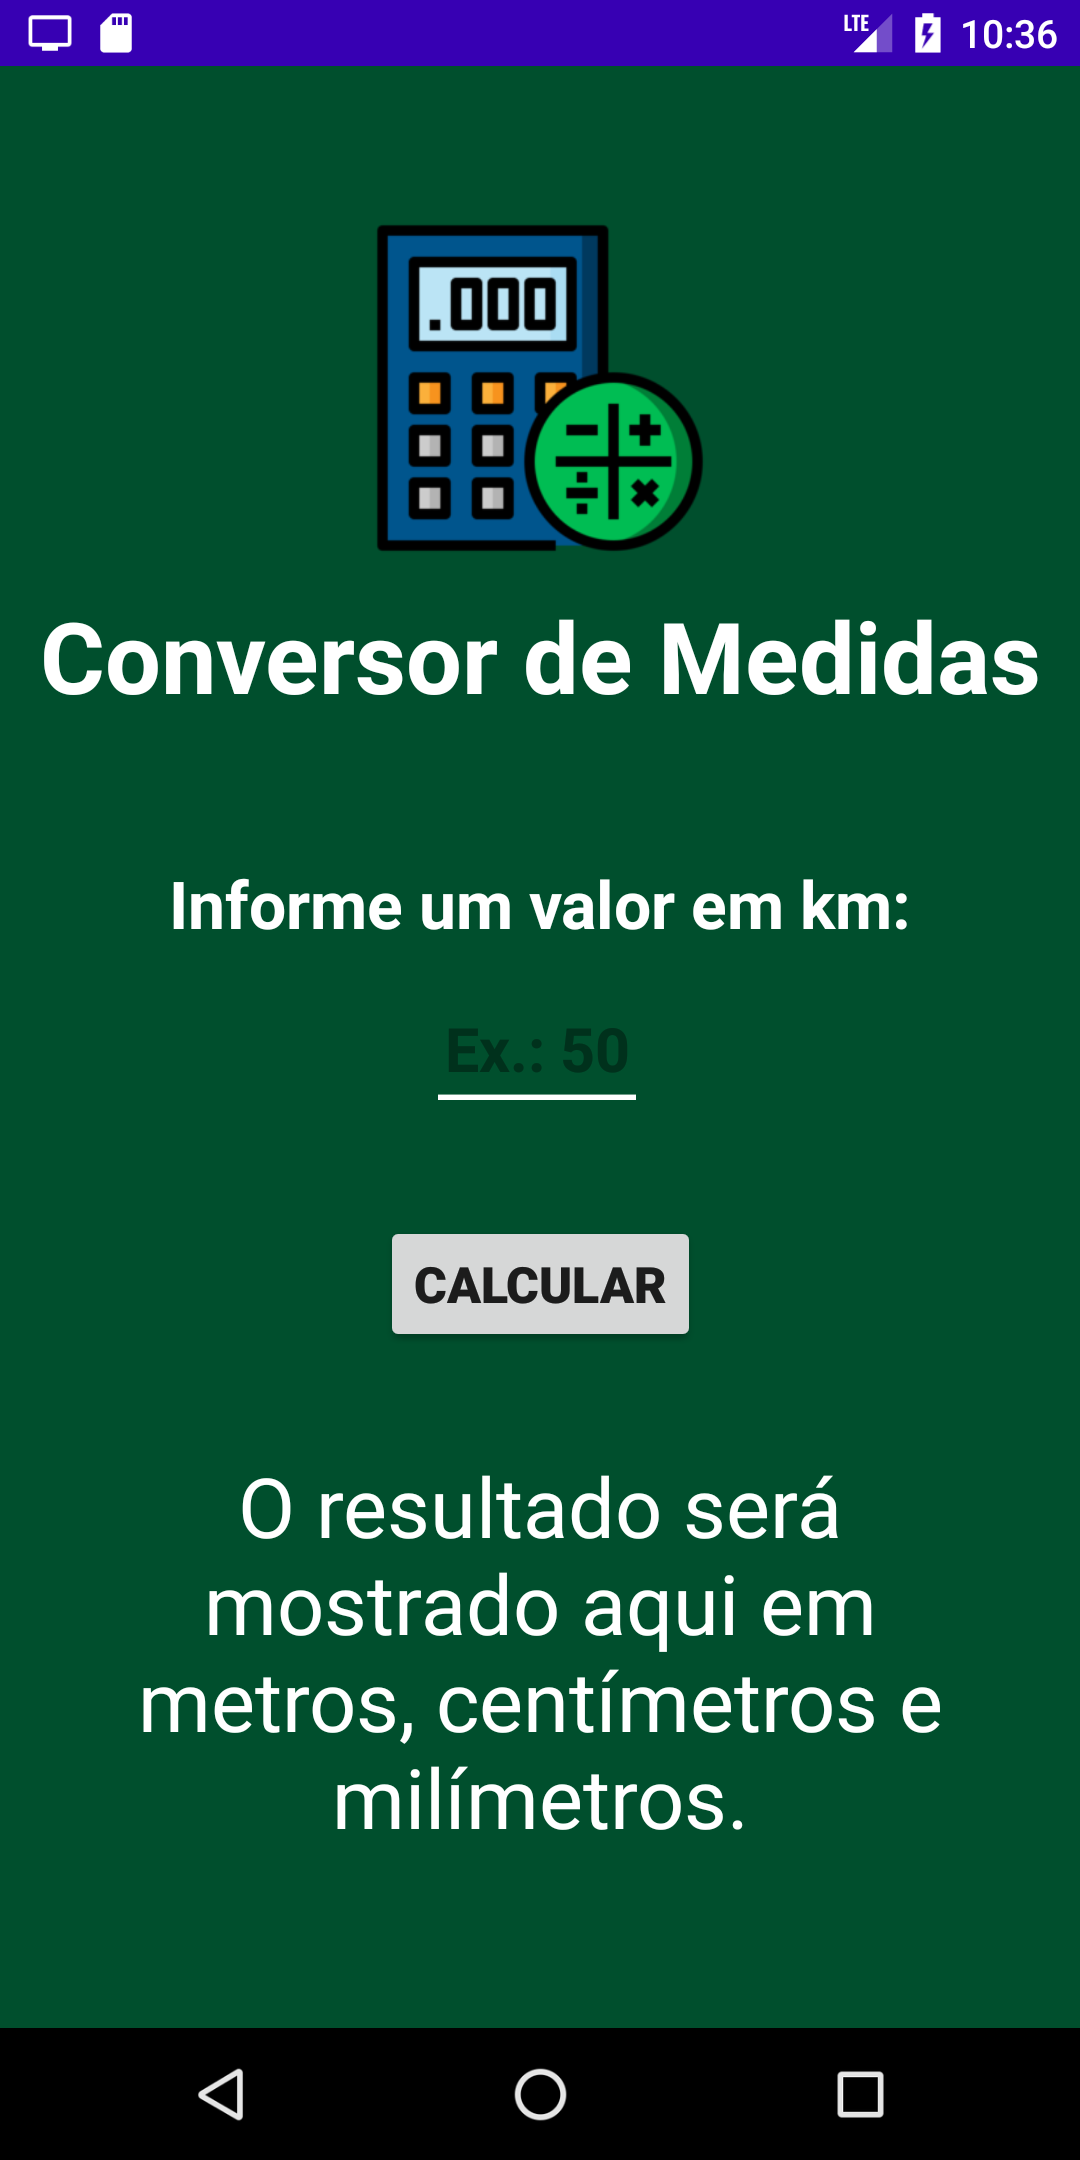 LTE 10:36
.000
Conversor de Medidas
Informe um valor em km:
Ex.: 50
CALCULAR
O resultado será
mostrado aqui em
metros, centímetros e
milímetros.